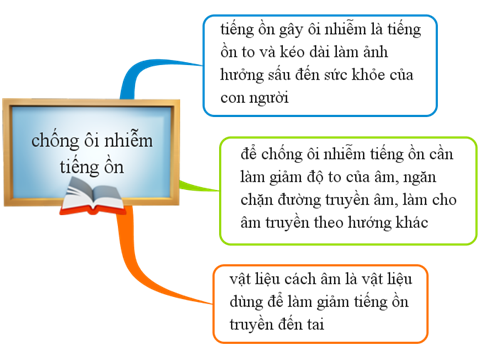 tiếng ồn gây ôi nhiễm là tiếng
ồn to và kéo dài làm ảnh
hưởng sấu đến sức khỏe của
con người
chống ôi nhiễm
tiếng ồn
để chống ôi nhiễm tiếng ồn cần
làm giảm độ to của âm, ngăn
chặn đường truyền âm, làm cho
âm truyền theo hướng khác
vật liệu cách âm là vật liệu
dùng để làm giảm tiếng ồn
truyền đến tai